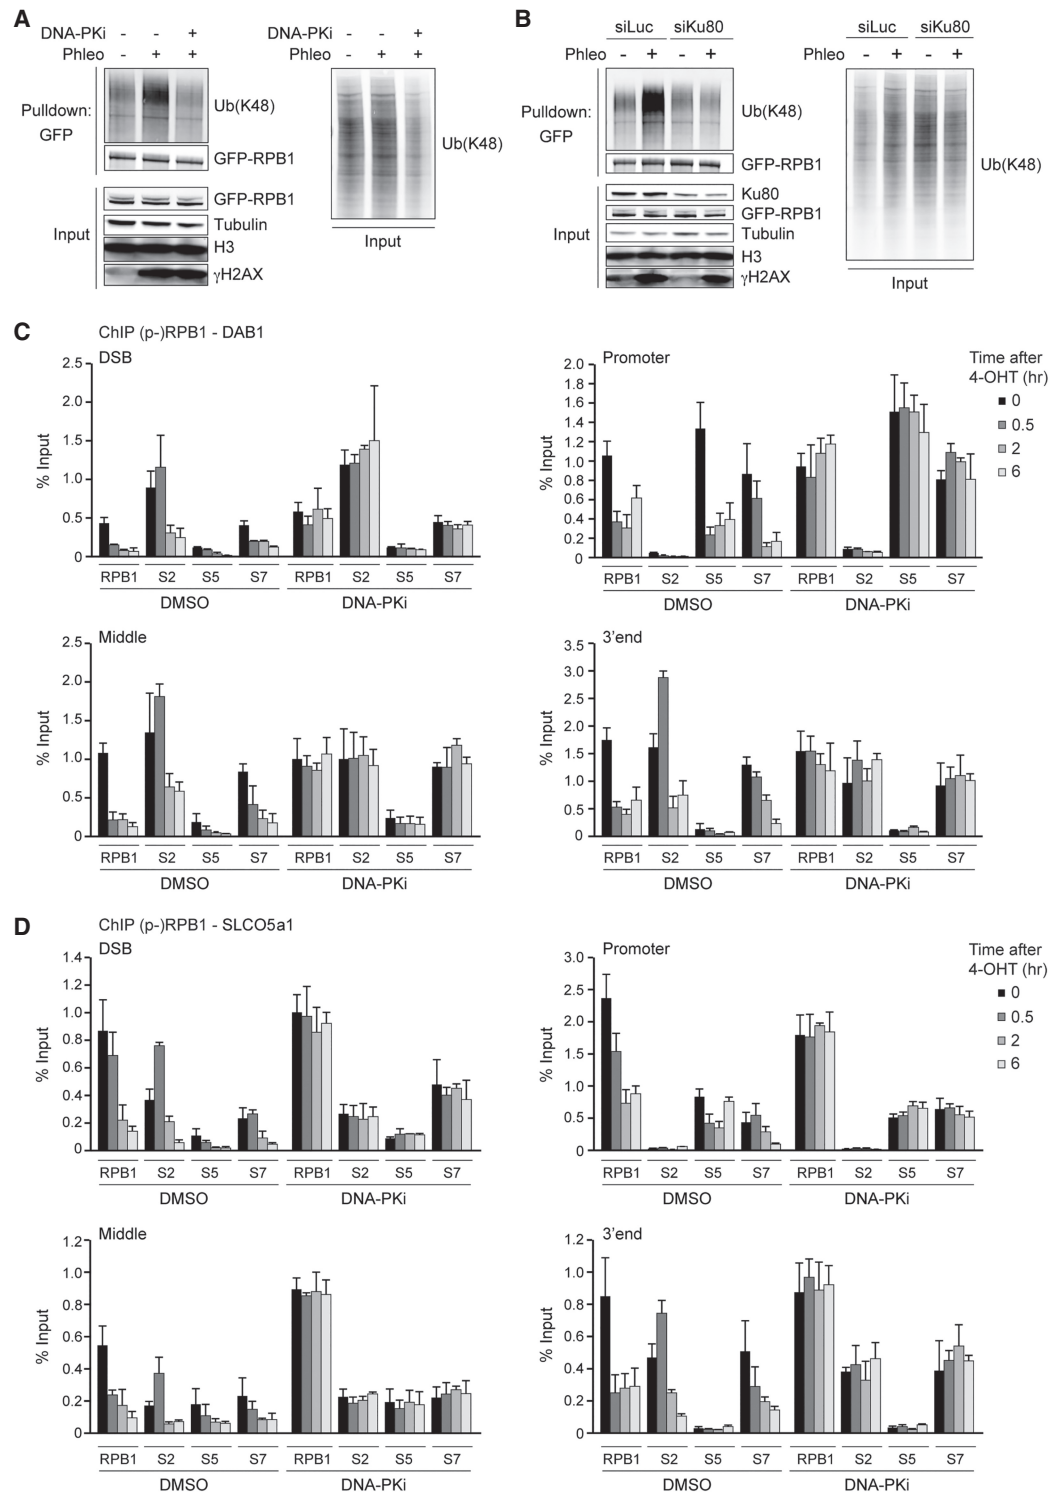 A
DNA-PKi - - +
Phleo - + +
Pulldown:
GFP
Ub(K48)
GFP-RPB1
Input
GFP-RPB1
Tubulin
H3
γH2AX
DNA-PKi - - +
Phleo - + +
Ub(K48)
Input
B
siLuc siKu80
Phleo - + - +
Pulldown:
GFP
Ub(K48)
GFP-RPB1
Input
Ku80
GFP-RPB1
Tubulin
H3
γH2AX
siLuc siKu80
Phleo - + - +
Ub(K48)
Input
C
ChIP (p-)RPB1 - DAB1
DSB
% Input
2.5
2.0
1.5
1.0
0.5
0
RPB1 S2 S5 S7 RPB1 S2 S5 S7
DMSO DNA-PKi
Promoter
% Input
2.0
1.8
1.6
1.4
1.2
1.0
0.8
0.6
0.4
0.2
0
RPB1 S2 S5 S7 RPB1 S2 S5 S7
DMSO DNA-PKi
Time after
4-OHT (hr)
0
0.5
2
6
Middle
% Input
2.5
2.0
1.5
1.0
0.5
0
RPB1 S2 S5 S7 RPB1 S2 S5 S7
DMSO DNA-PKi
3'end
% Input
3.5
3.0
2.5
2.0
1.5
1.0
0.5
0
RPB1 S2 S5 S7 RPB1 S2 S5 S7
DMSO DNA-PKi
D
ChIP (p-)RPB1 - SLCO5a1
DSB
% Input
1.4
1.2
1.0
0.8
0.6
0.4
0.2
0
RPB1 S2 S5 S7 RPB1 S2 S5 S7
DMSO DNA-PKi
Promoter
% Input
3.0
2.5
2.0
1.5
1.0
0.5
0
RPB1 S2 S5 S7 RPB1 S2 S5 S7
DMSO DNA-PKi
Time after
4-OHT (hr)
0
0.5
2
6
Middle
% Input
1.2
1.0
0.8
0.6
0.4
0.2
0
RPB1 S2 S5 S7 RPB1 S2 S5 S7
DMSO DNA-PKi
3'end
% Input
1.2
1.0
0.8
0.6
0.4
0.2
0
RPB1 S2 S5 S7 RPB1 S2 S5 S7
DMSO DNA-PKi